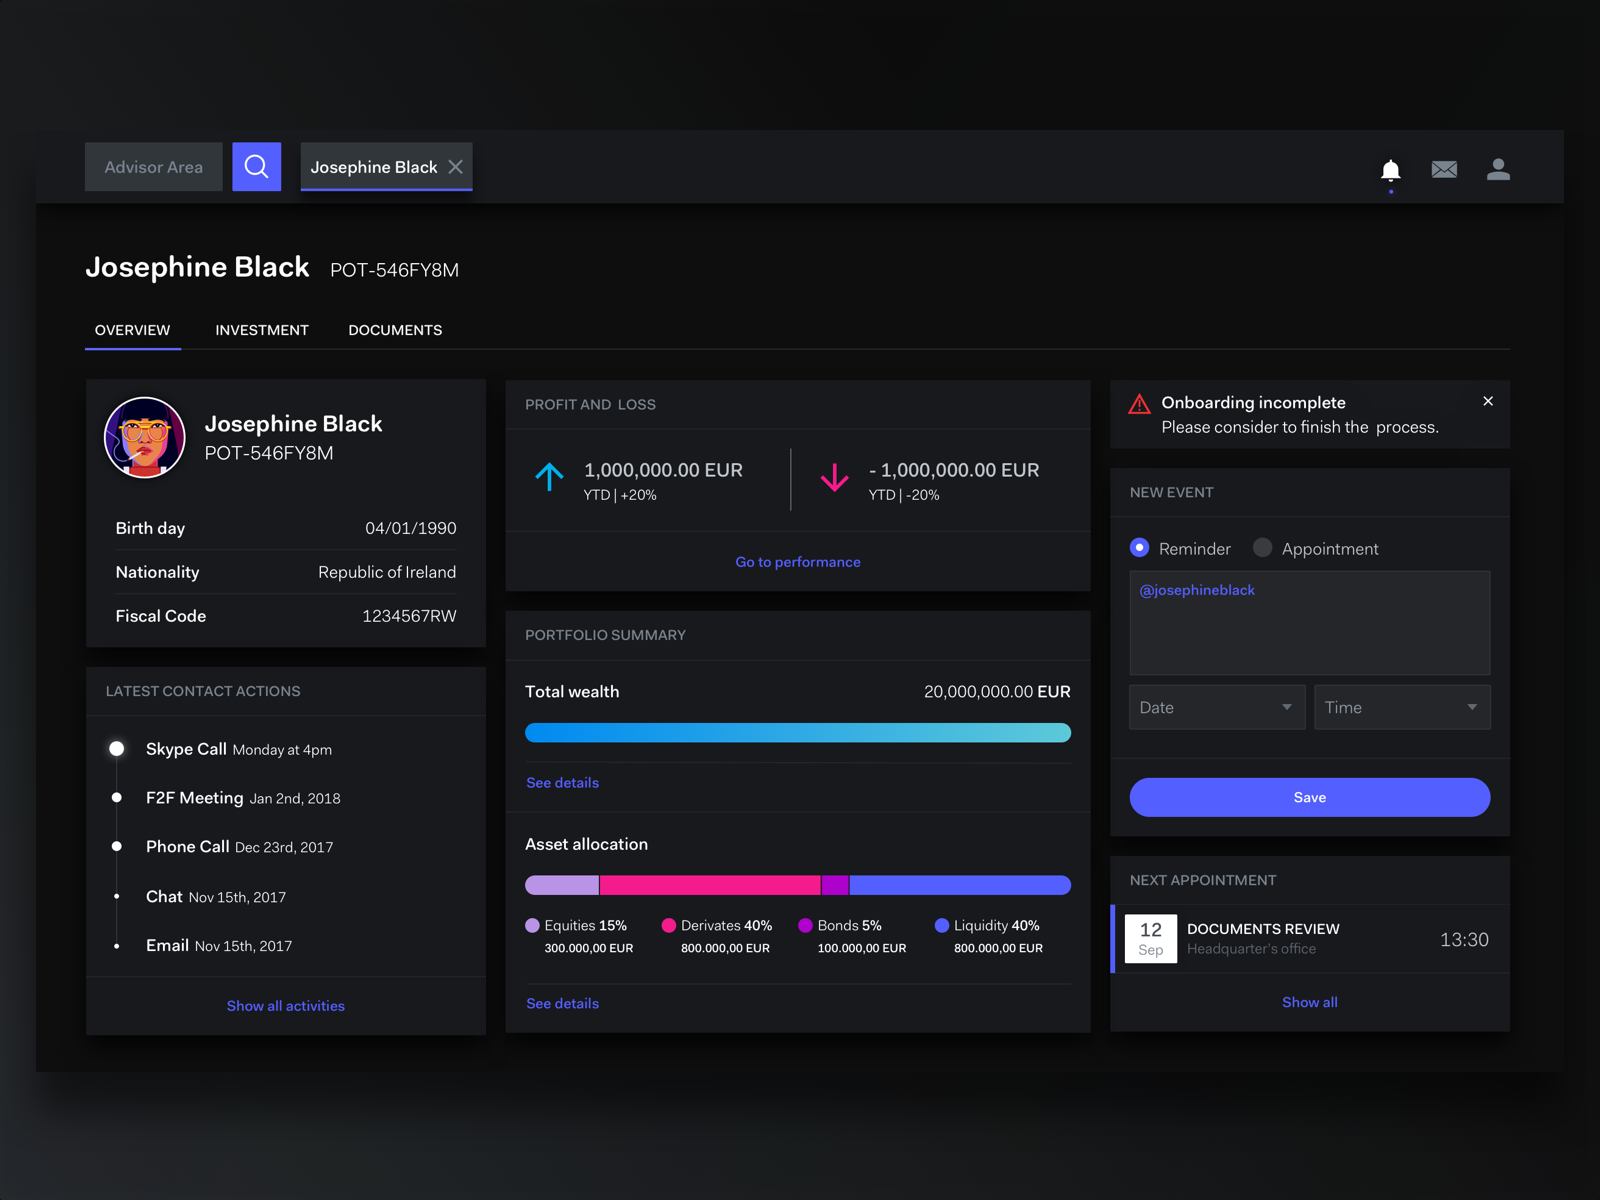 Advisor Area
Josephine Black
Josephine Black POT-546FY8M
OVERVIEW INVESTMENT DOCUMENTS
Josephine Black
POT-546FY8M
Birth day 04/01/1990
Nationality Republic of Ireland
Fiscal Code 1234567RW
LATEST CONTACT ACTIONS
Skype Call Monday at 4pm
F2F Meeting Jan 2nd, 2018
Phone Call Dec 23rd, 2017
Chat Nov 15th, 2017
Email Nov 15th, 2017
Show all activities
PROFIT AND LOSS
1,000,000.00 EUR
YTD | +20%
- 1,000,000.00 EUR
YTD | -20%
Go to performance
PORTFOLIO SUMMARY
Total wealth 20,000,000.00 EUR
See details
Asset allocation
Equities 15% Derivates 40% Bonds 5% Liquidity 40%
300.000,00 EUR 800.000,00 EUR 100.000,00 EUR 800.000,00 EUR
See details
Onboarding incomplete
Please consider to finish the process.
NEW EVENT
Reminder Appointment
@josephineblack
Date Time
Save
NEXT APPOINTMENT
12
Sep
DOCUMENTS REVIEW
Headquarter's office
13:30
Show all